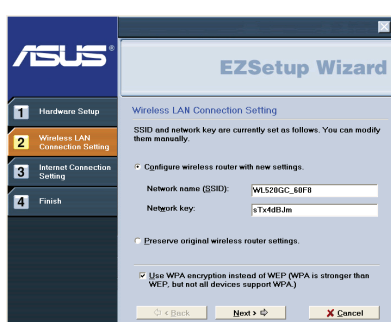 ASUS®
EZSetup Wizard
1 Hardware Setup
2 Wireless LAN
Connection Setting
3 Internet Connection
Setting
4 Finish
Wireless LAN Connection Setting
SSID and network key are currently set as follows. You can modify
them manually.
Configure wireless router with new settings.
Network name (SSID): WL520GC_60F8
Network key: sTx4dBJm
Preserve original wireless router settings.
Use WPA encryption instead of WEP (WPA is stronger than
WEP, but not all devices support WPA.)
< Back Next > Cancel